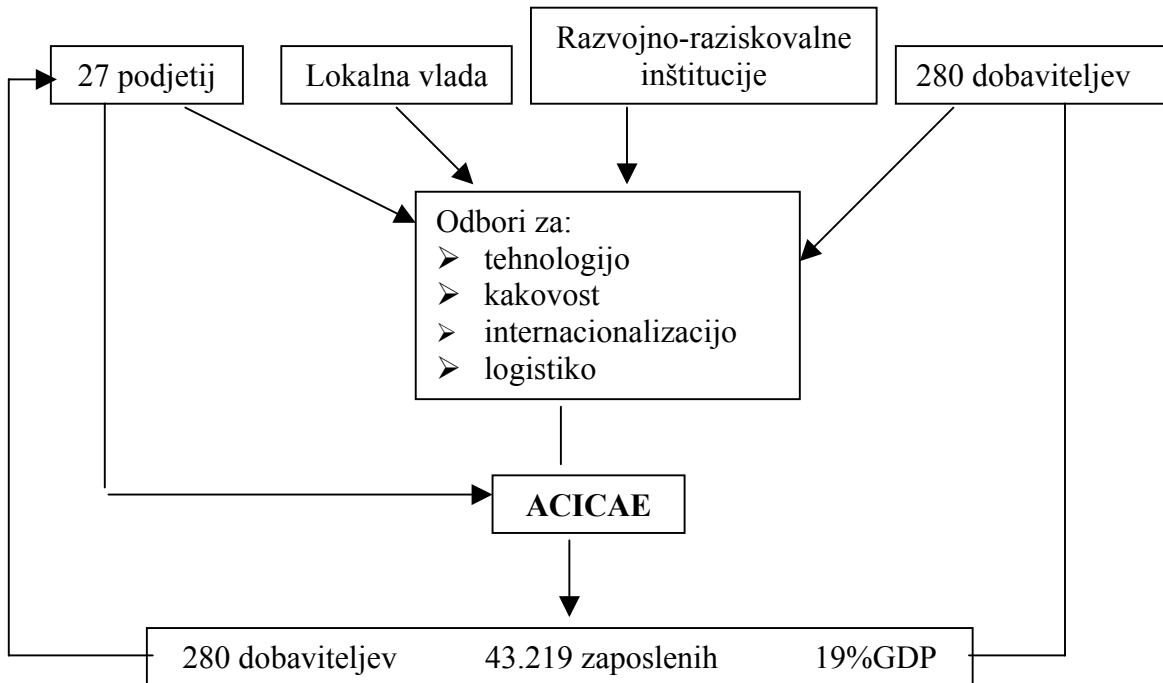 27 podjetij
Lokalna vlada
Razvojno-raziskovalne
inštitucije
280 dobaviteljev
Odbori za:
➢ tehnologijo
➢ kakovost
➢ internacionalizacijo
➢ logistiko
ACICAE
280 dobaviteljev 43.219 zaposlenih 19%GDP